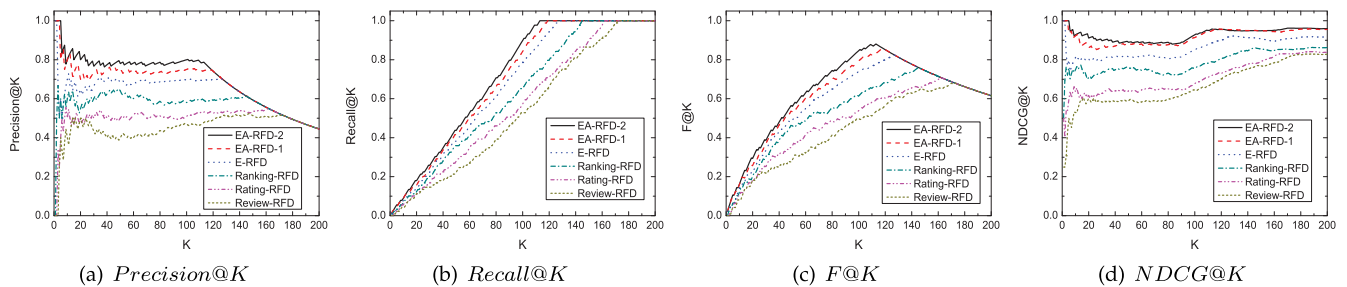 Precision@K
1.0
0.8
0.6
0.4
0.2
0.0
EA-RFD-2
EA-RFD-1
E-RFD
Ranking-RFD
Rating-RFD
Review-RFD
0 20 40 60 80 100 120 140 160 180 200
K
(a) Precision@K
Recall@K
1.0
0.8
0.6
0.4
0.2
0.0
EA-RFD-2
EA-RFD-1
E-RFD
Ranking-RFD
Rating-RFD
Review-RFD
0 20 40 60 80 100 120 140 160 180 200
K
(b) Recall@K
F@K
1.0
0.8
0.6
0.4
0.2
0.0
EA-RFD-2
EA-RFD-1
E-RFD
Ranking-RFD
Rating-RFD
Review-RFD
0 20 40 60 80 100 120 140 160 180 200
K
(c) F@K
NDCG@K
1.0
0.8
0.6
0.4
0.2
0.0
EA-RFD-2
EA-RFD-1
E-RFD
Ranking-RFD
Rating-RFD
Review-RFD
0 20 40 60 80 100 120 140 160 180 200
K
(d) NDCG@K